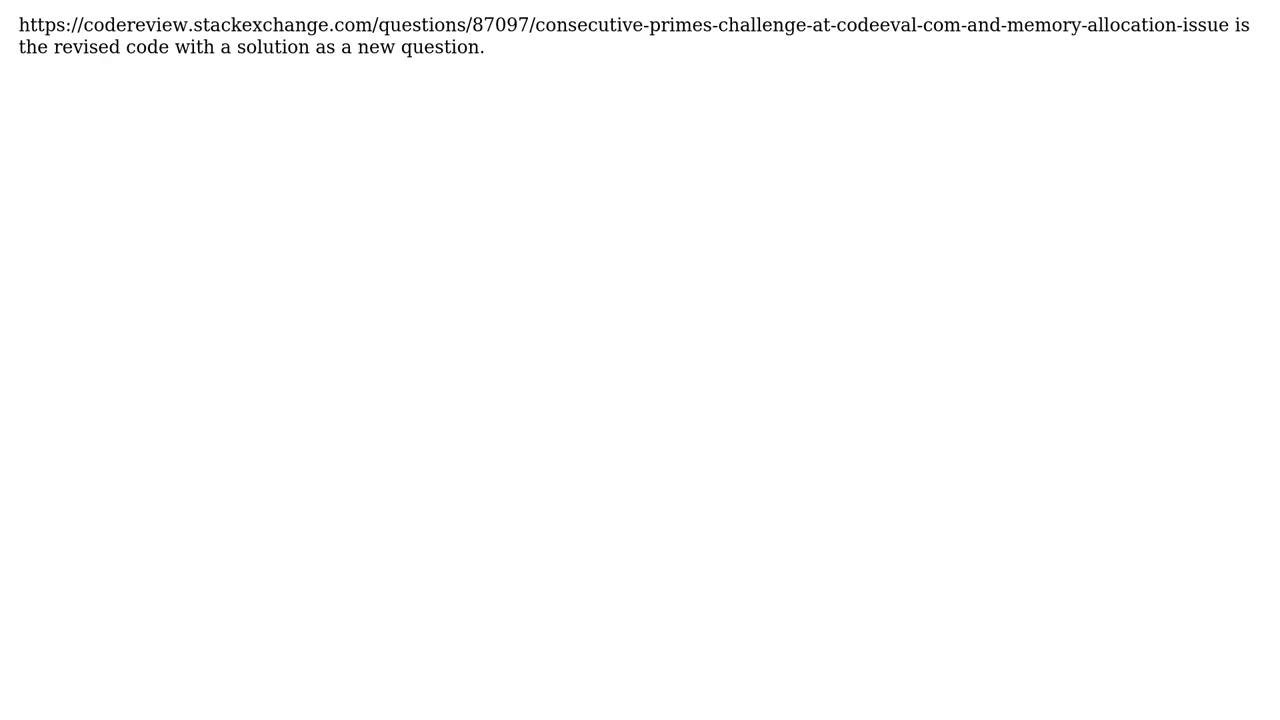 https://codereview.stackexchange.com/questions/87097/consecutive-primes-challenge-at-codeeval-com-and-memory-allocation-issue is
the revised code with a solution as a new question.